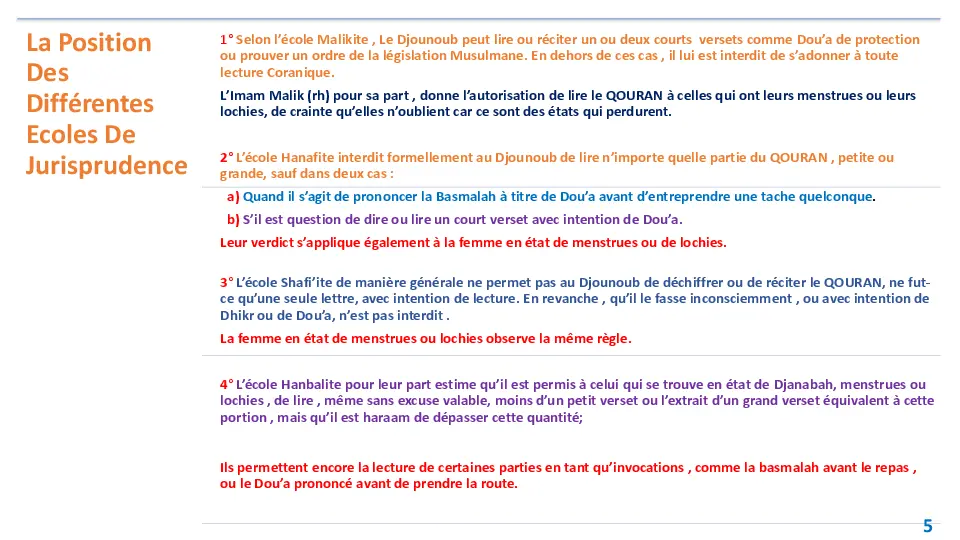 La Position
Des
Différentes
Ecoles De
Jurisprudence
1° Selon l'école Malikite , Le Djounoub peut lire ou réciter un ou deux courts versets comme Dou'a de protection
ou prouver un ordre de la législation Musulmane. En dehors de ces cas , il lui est interdit de s'adonner à toute
lecture Coranique.
L'Imam Malik (rh) pour sa part , donne l'autorisation de lire le QOURAN à celles qui ont leurs menstrues ou leurs
lochies, de crainte qu'elles n'oublient car ce sont des états qui perdurent.
2° L'école Hanafite interdit formellement au Djounoub de lire n'importe quelle partie du QOURAN , petite ou
grande, sauf dans deux cas :
a) Quand il s'agit de prononcer la Basmalah à titre de Dou'a avant d'entreprendre une tache quelconque.
b) S'il est question de dire ou lire un court verset avec intention de Dou'a.
Leur verdict s'applique également à la femme en état de menstrues ou de lochies.
3° L'école Shafi'ite de manière générale ne permet pas au Djounoub de déchiffrer ou de réciter le QOURAN, ne fut-
ce qu'une seule lettre, avec intention de lecture. En revanche , qu'il le fasse inconsciemment , ou avec intention de
Dhikr ou de Dou'a, n'est pas interdit .
La femme en état de menstrues ou lochies observe la même règle.
4° L'école Hanbalite pour leur part estime qu'il est permis à celui qui se trouve en état de Djanabah, menstrues ou
lochies , de lire , même sans excuse valable, moins d'un petit verset ou l'extrait d'un grand verset équivalent à cette
portion , mais qu'il est haraam de dépasser cette quantité;
Ils permettent encore la lecture de certaines parties en tant qu'invocations , comme la basmalah avant le repas ,
ou le Dou'a prononcé avant de prendre la route.
5